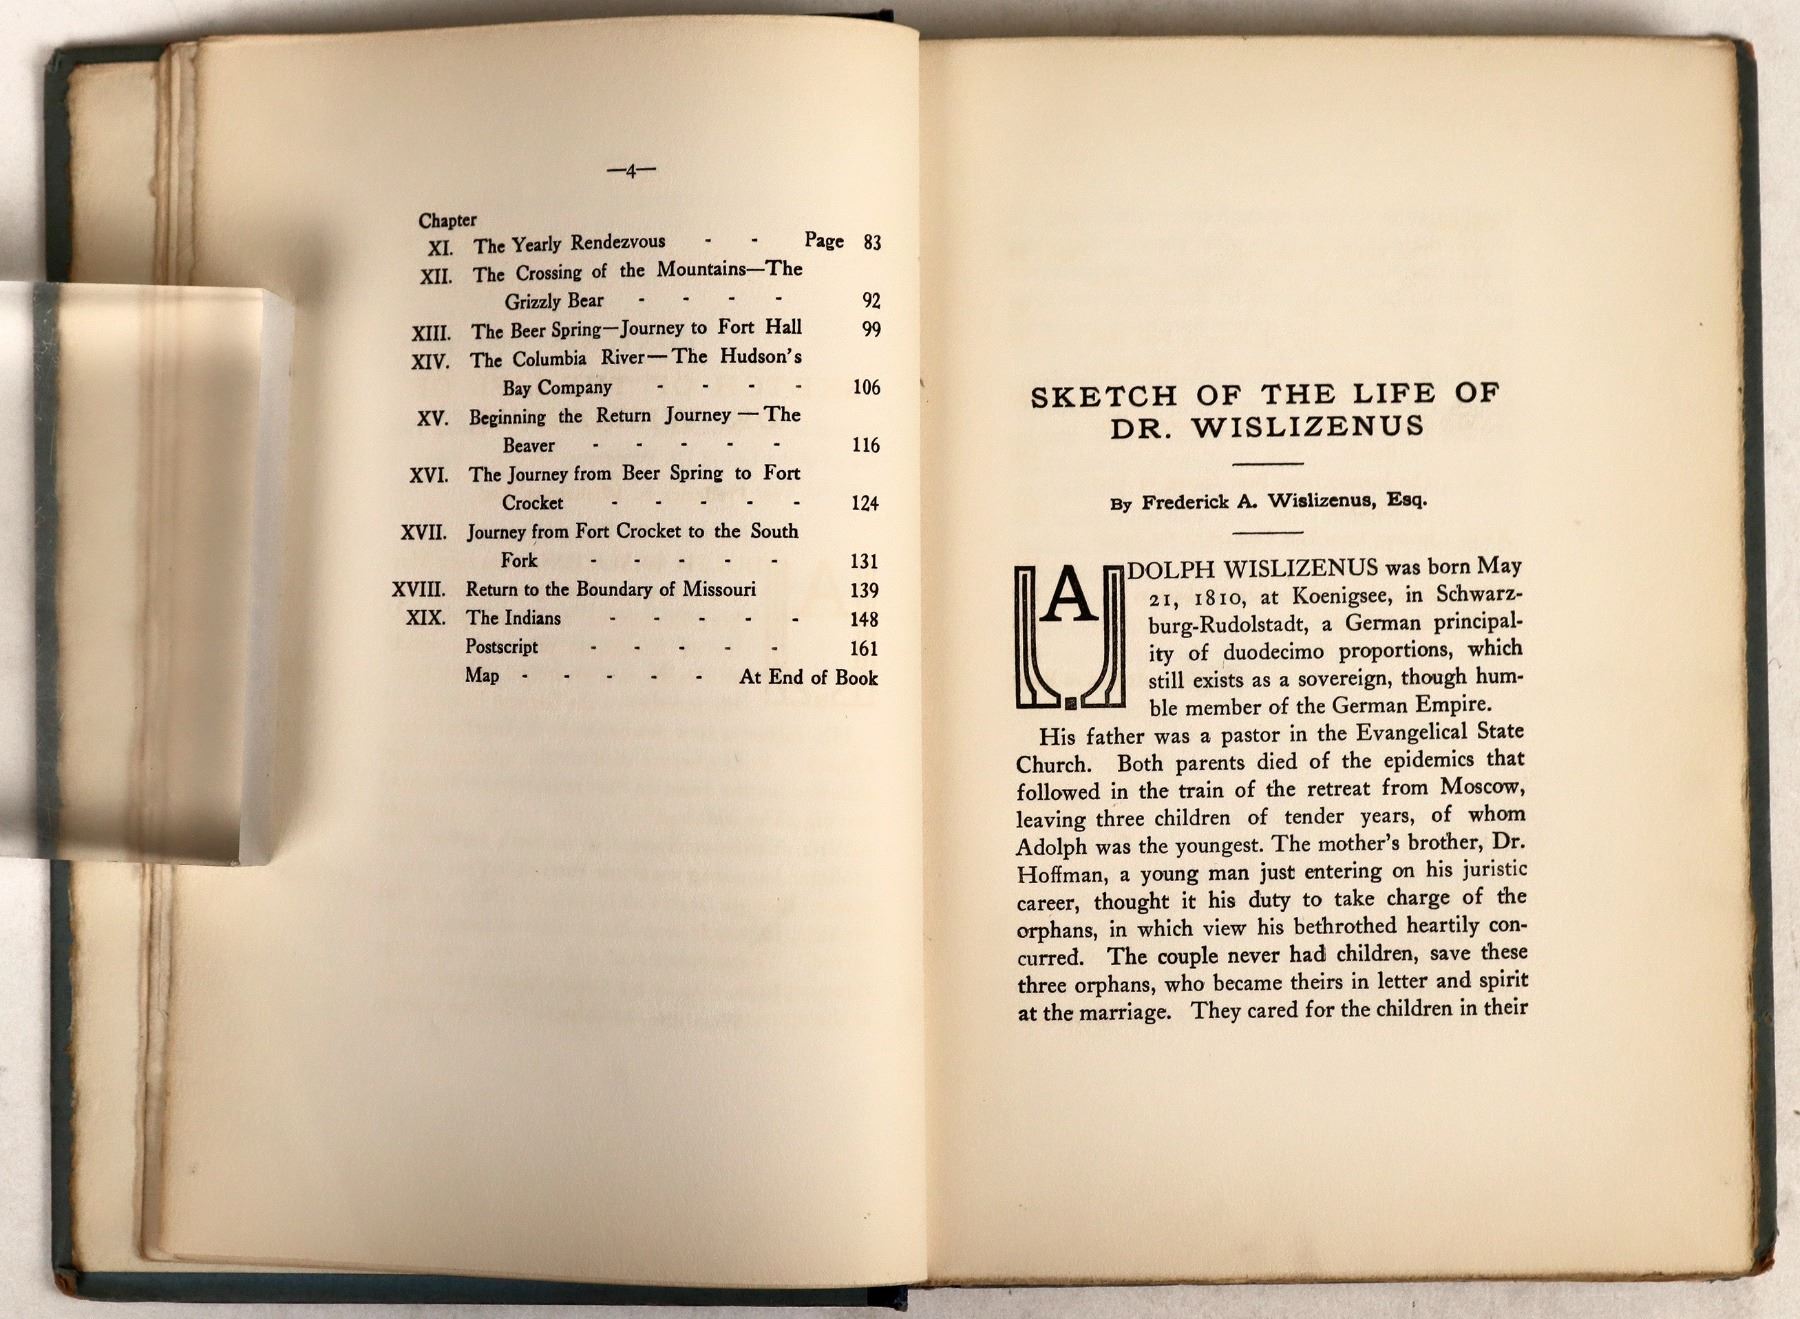 —4—
Chapter
XI. The Yearly Rendezvous - - Page 83
XII. The Crossing of the Mountains—The
Grizzly Bear - - - - 92
XIII. The Beer Spring—Journey to Fort Hall 99
XIV. The Columbia River—The Hudson's
Bay Company - - - - 106
XV. Beginning the Return Journey — The
Beaver - - - - - 116
XVI. The Journey from Beer Spring to Fort
Crocket - - - - - 124
XVII. Journey from Fort Crocket to the South
Fork - - - - - 131
XVIII. Return to the Boundary of Missouri 139
XIX. The Indians - - - - - 148
Postscript - - - - - 161
Map - - - - - At End of Book
SKETCH OF THE LIFE OF
DR. WISLIZENUS
By Frederick A. Wislizenus, Esq.
ADOLPH WISLIZENUS was born May
21, 1810, at Koenigsee, in Schwarz-
burg-Rudolstadt, a German principal-
ity of duodecimo proportions, which
still exists as a sovereign, though hum-
ble member of the German Empire.
His father was a pastor in the Evangelical State
Church. Both parents died of the epidemics that
followed in the train of the retreat from Moscow,
leaving three children of tender years, of whom
Adolph was the youngest. The mother's brother, Dr.
Hoffman, a young man just entering on his juristic
career, thought it his duty to take charge of the
orphans, in which view his bethrothed heartily con-
curred. The couple never had children, save these
three orphans, who became theirs in letter and spirit
at the marriage. They cared for the children in their